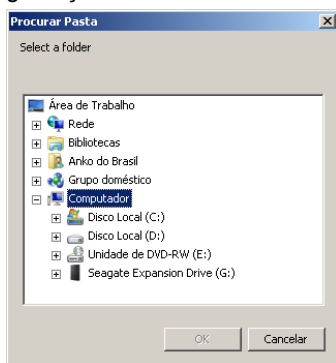 Procurar Pasta
Select a folder
Área de Trabalho
Rede
Bibliotecas
Anko do Brasil
Grupo doméstico
Computador
Disco Local (C:)
Disco Local (D:)
Unidade de DVD-RW (E:)
Seagate Expansion Drive (G:)
OK Cancelar